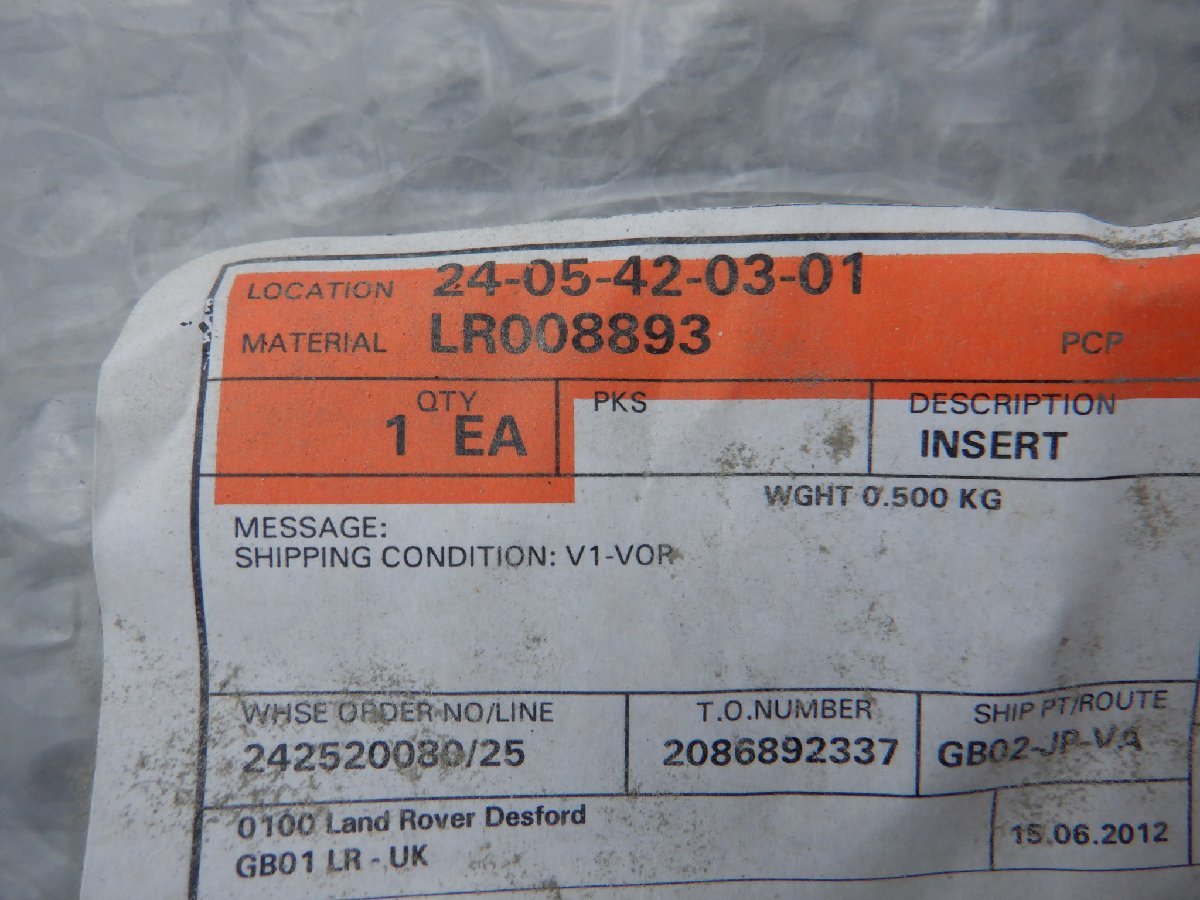 LOCATION 24-05-42-03-01
MATERIAL LR008893 PCP
QTY PKS DESCRIPTION
1 EA INSERT
WGHT 0.500 KG
MESSAGE:
SHIPPING CONDITION: V1-VOR
WHSE ORDER NO/LINE T.O.NUMBER SHIP PT/ROUTE
242520080/25 2086892337 GB02-JP-VA
0100 Land Rover Desford
GB01 LR - UK 15.06.2012